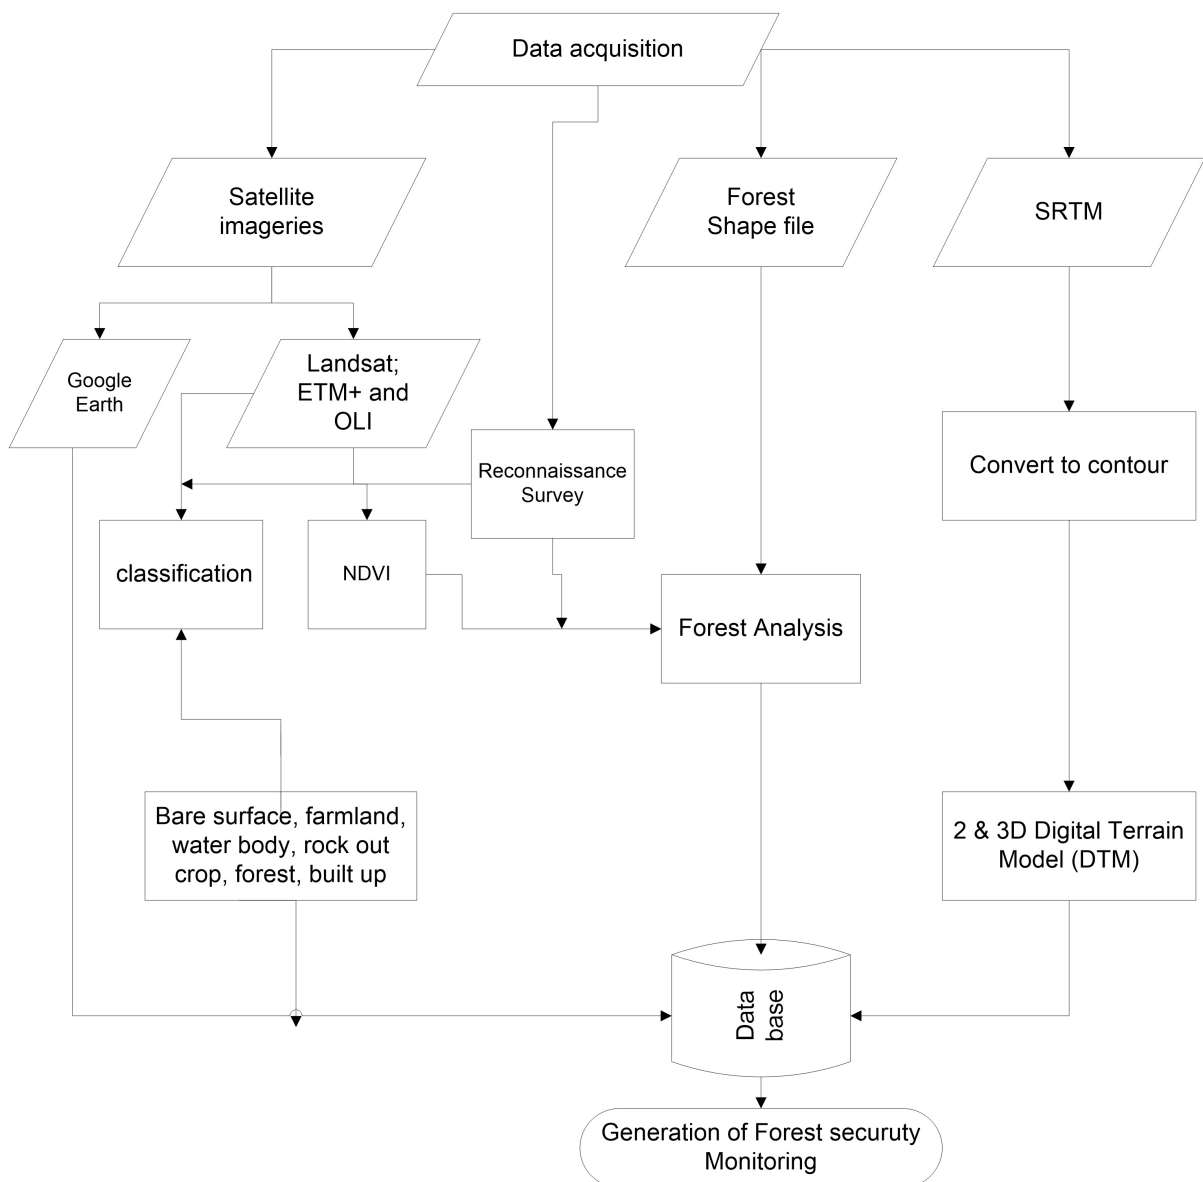 Data acquisition
Satellite
imageries
Forest
Shape file
SRTM
Google
Earth
Landsat;
ETM+ and
OLI
Reconnaissance
Survey
Convert to contour
classification
NDVI
Forest Analysis
Bare surface, farmland,
water body, rock out
crop, forest, built up
2 & 3D Digital Terrain
Model (DTM)
Data
base
Generation of Forest securuty
Monitoring